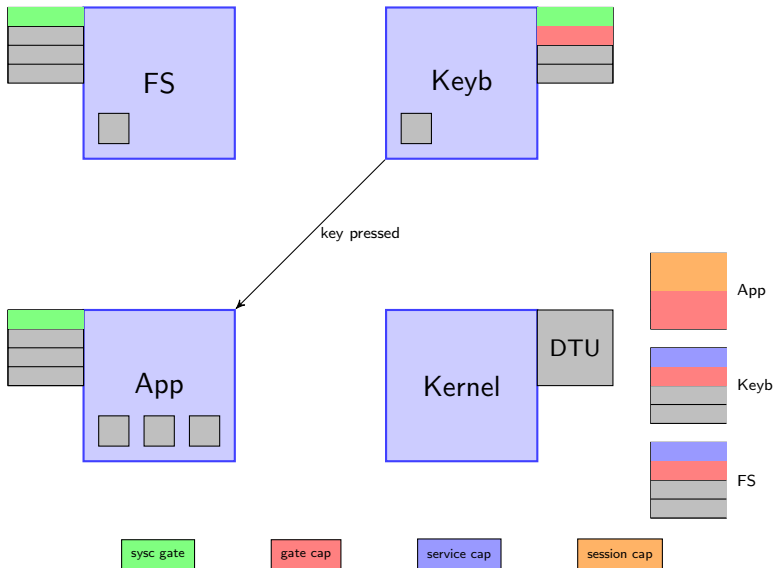 FS
Keyb
key pressed
App
Kernel
DTU
App
Keyb
FS
sysc gate
gate cap
service cap
session cap